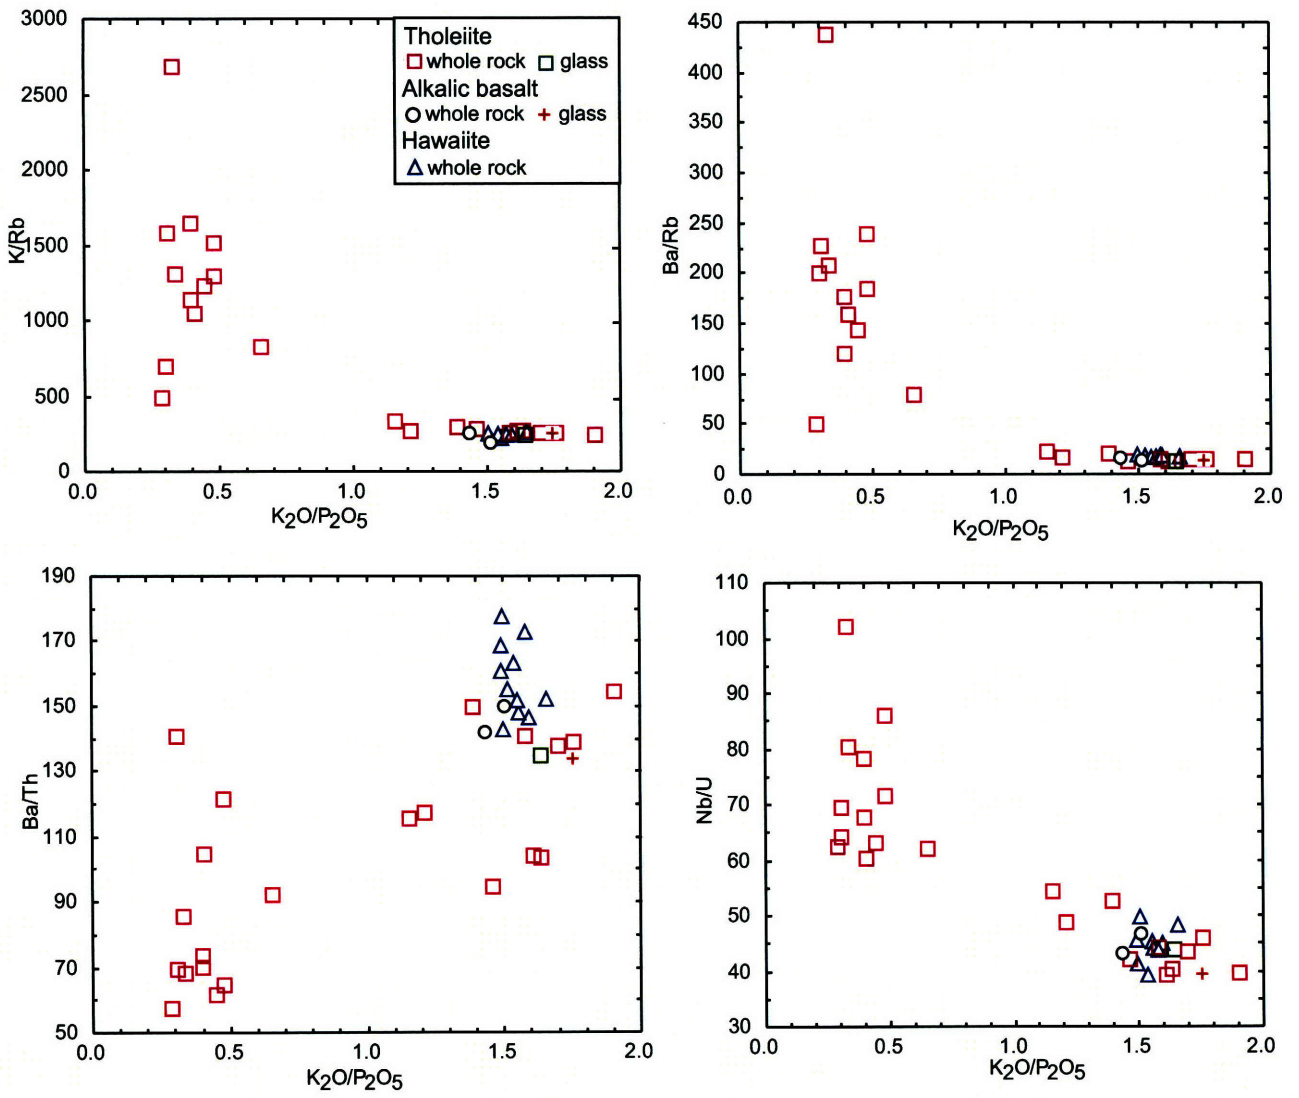 3000
2500
2000
1500
1000
500
0
K/Rb
0.0 0.5 1.0 1.5 2.0
K2O/P2O5
Tholeiite
whole rock glass
Alkalic basalt
whole rock glass
Hawaiite
whole rock
450
400
350
300
250
200
150
100
50
0
Ba/Rb
0.0 0.5 1.0 1.5 2.0
K2O/P2O5
190
170
150
130
110
90
70
50
Ba/Th
0.0 0.5 1.0 1.5 2.0
K2O/P2O5
110
100
90
80
70
60
50
40
30
Nb/U
0.0 0.5 1.0 1.5 2.0
K2O/P2O5